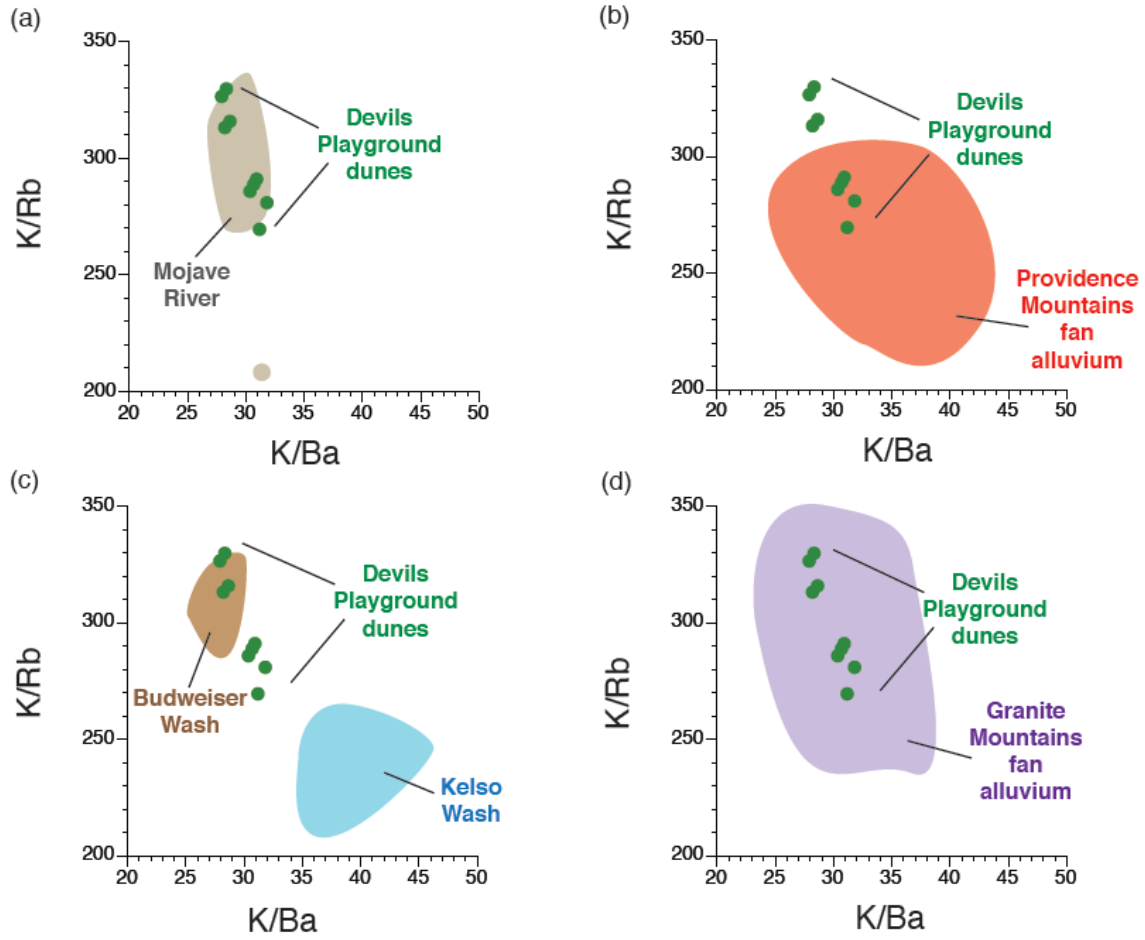 (a)
350
300
250
200
20 25 30 35 40 45 50
K/Rb
K/Ba
Devils
Playground
dunes
Mojave
River
(b)
350
300
250
200
20 25 30 35 40 45 50
K/Rb
K/Ba
Devils
Playground
dunes
Providence
Mountains
fan
alluvium
(c)
350
300
250
200
20 25 30 35 40 45 50
K/Rb
K/Ba
Devils
Playground
dunes
Budweiser
Wash
Kelso
Wash
(d)
350
300
250
200
20 25 30 35 40 45 50
K/Rb
K/Ba
Devils
Playground
dunes
Granite
Mountains
fan
alluvium